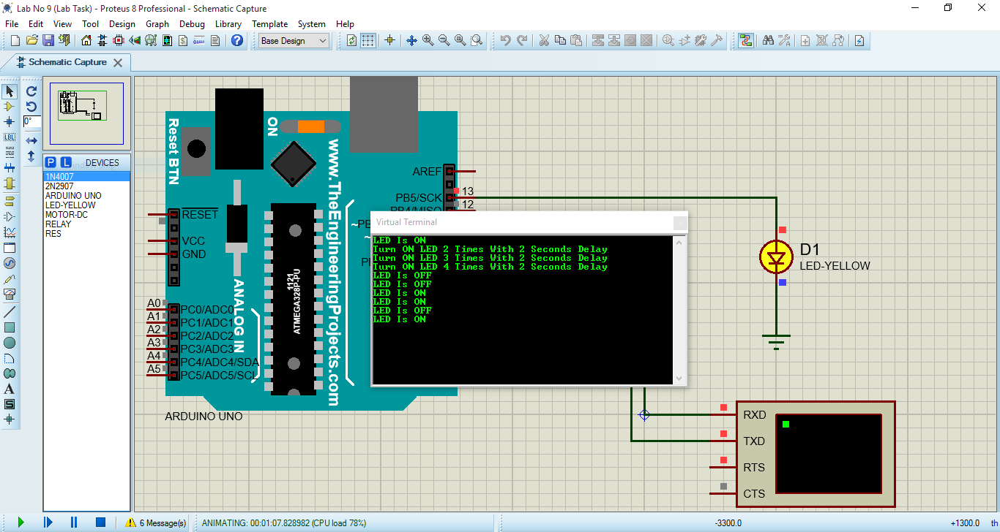 Lab No 9 (Lab Task) - Proteus 8 Professional - Schematic Capture
File Edit View Tool Design Graph Debug Library Template System Help
Base Design
Schematic Capture
0°
LBL
P L DEVICES
1N4007
2N2907
ARDUINO UNO
LED-YELLOW
MOTOR-DC
RELAY
RES
A
S
Reset BTN
ON
www.TheEngineeringProjects.com
AREF
PB5/SCK
13
PB4/MISO
12
~PB
~
P
RESET
VCC
GND
ANALOG IN
1121
ATMEGA328P-PU
A0 PC0/ADC0
A1 PC1/ADC1
A2 PC2/ADC2
A3 PC3/ADC3
A4 PC4/ADC4/SDA
A5 PC5/ADC5/SCL
ARDUINO UNO
Virtual Terminal
LED Is ON
Turn ON LED 2 Times With 2 Seconds Delay
Turn ON LED 3 Times With 2 Seconds Delay
Turn ON LED 4 Times With 2 Seconds Delay
LED Is OFF
LED Is OFF
LED Is ON
LED Is ON
LED Is OFF
LED Is ON
D1
LED-YELLOW
RXD
TXD
RTS
CTS
6 Message(s)
ANIMATING: 00:01:07.828982 (CPU load 78%)
-3300.0
+1300.0
th